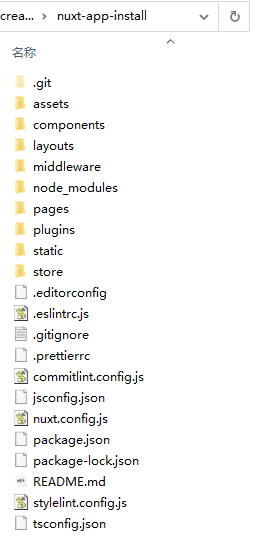 crea... > nuxt-app-install
名称
.git
assets
components
layouts
middleware
node_modules
pages
plugins
static
store
.editorconfig
.eslintrc.js
.gitignore
.prettierrc
commitlint.config.js
jsconfig.json
nuxt.config.js
package.json
package-lock.json
README.md
stylelint.config.js
tsconfig.json